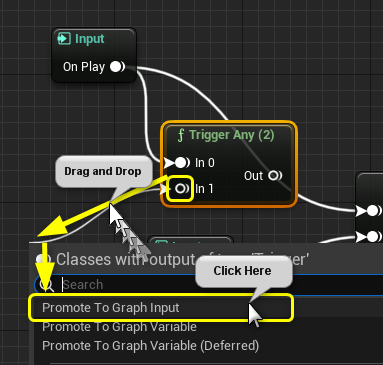 Input
On Play
Trigger Any (2)
In 0
Out
In 1
Drag and Drop
Classes with output of type 'Trigger'
Click Here
Search
Promote To Graph Input
Promote To Graph Variable
Promote To Graph Variable (Deferred)